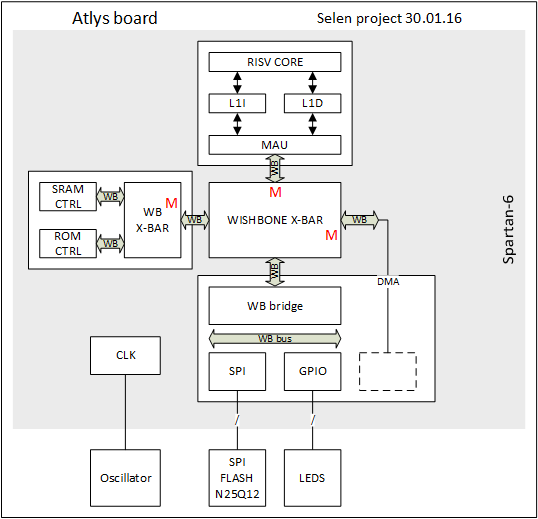 Atlys board
Selen project 30.01.16
RISV CORE
L1I
L1D
MAU
WB
SRAM
CTRL
WB
ROM
CTRL
WB
WB
X-BAR
M
WB
M
WISHBONE X-BAR
M
WB
Spartan-6
WB
DMA
WB bridge
WB bus
SPI
GPIO
CLK
/
/
Oscillator
SPI
FLASH
N25Q12
LEDS